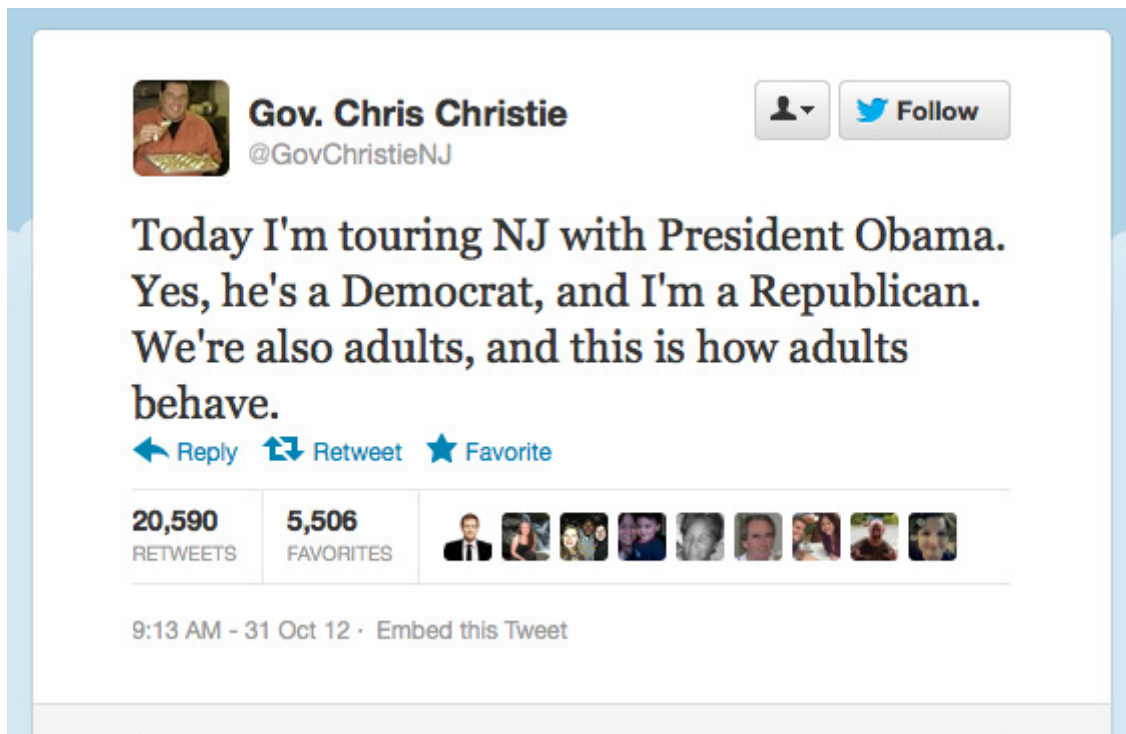 Gov. Chris Christie
Follow
@GovChristieNJ
Today I'm touring NJ with President Obama.
Yes, he's a Democrat, and I'm a Republican.
We're also adults, and this is how adults
behave.
Reply Retweet Favorite
20,590 5,506
RETWEETS FAVORITES
9:13 AM - 31 Oct 12 · Embed this Tweet